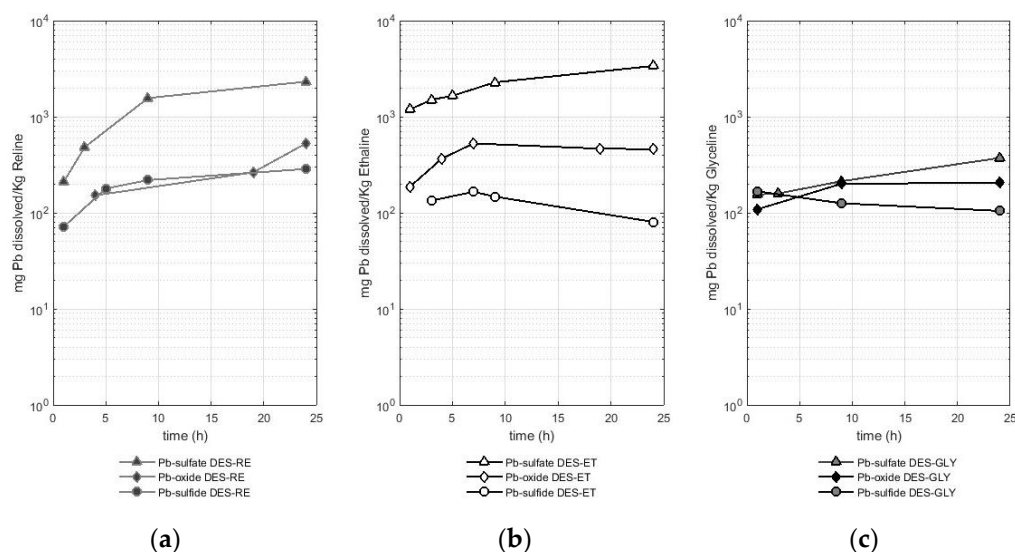 10⁴
10³
10²
10¹
10⁰
mg Pb dissolved/Kg Reline
0 5 10 15 20 25
time (h)
Pb-sulfate DES-RE
Pb-oxide DES-RE
Pb-sulfide DES-RE
(a)
10⁴
10³
10²
10¹
10⁰
mg Pb dissolved/Kg Ethaline
0 5 10 15 20 25
time (h)
Pb-sulfate DES-ET
Pb-oxide DES-ET
Pb-sulfide DES-ET
(b)
10⁴
10³
10²
10¹
10⁰
mg Pb dissolved/Kg Glyceline
0 5 10 15 20 25
time (h)
Pb-sulfate DES-GLY
Pb-oxide DES-GLY
Pb-sulfide DES-GLY
(c)